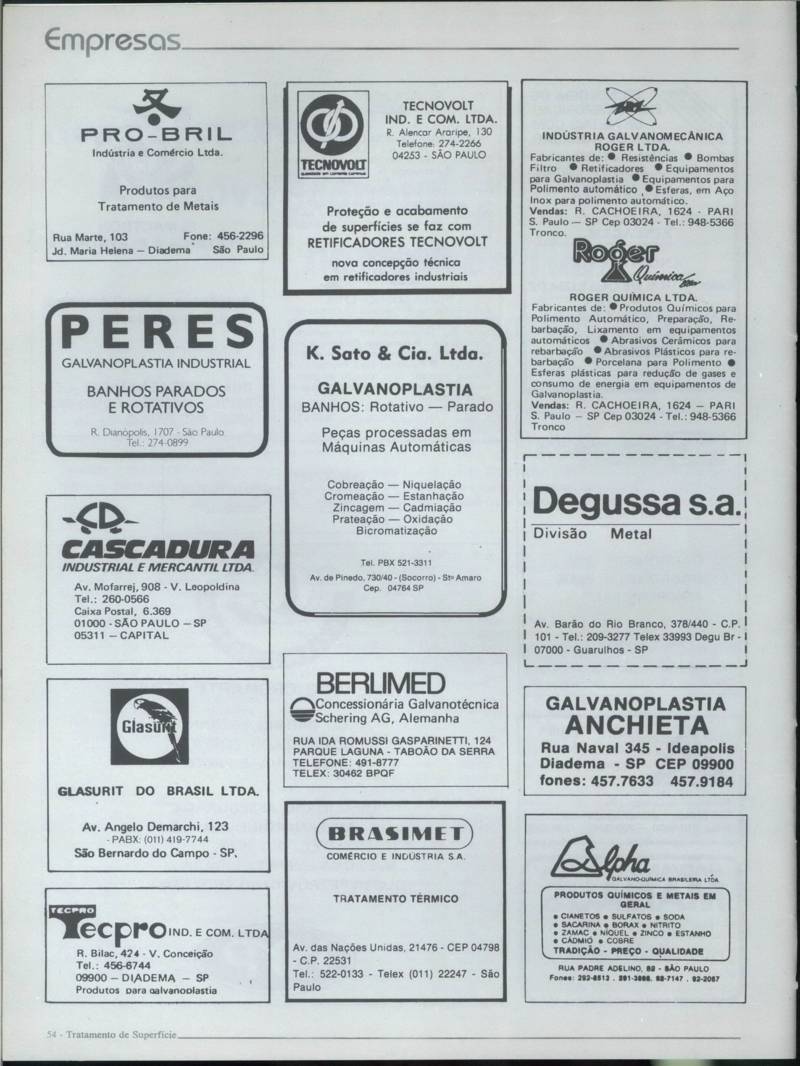 Empresas
PRO-BRIL
Indústria e Comércio Ltda.
Produtos para
Tratamento de Metais
Rua Marte, 103 Fone: 456-2296
Jd. Maria Helena — Diadema São Paulo
PERES
GALVANOPLASTIA INDUSTRIAL
BANHOS PARADOS
E ROTATIVOS
R. Dianópolis, 1707 - São Paulo
Tel.: 274-0899
CD
CASCADURA
INDUSTRIAL E MERCANTIL LTDA.
Av. Mofarrej, 908 - V. Leopoldina
Tel.: 260-0566
Caixa Postal, 6.369
01000 - SÃO PAULO — SP
05311 — CAPITAL
Glasurit
GLASURIT DO BRASIL LTDA.
Av. Angelo Demarchi, 123
- PABX: (011) 419-7744
São Bernardo do Campo - SP.
TECPRO
Tecpro IND. E COM. LTDA
R. Bilac, 424 - V. Conceição
Tel.: 456-6744
09900 — DIADEMA — SP
Produtos para galvanoplastia
TECNOVOLT
TECNOVOLT
IND. E COM. LTDA.
R. Alencar Araripe, 130
Telefone: 274-2266
04253 - SÃO PAULO
Proteção e acabamento
de superfícies se faz com
RETIFICADORES TECNOVOLT
nova concepção técnica
em retificadores industriais
K. Sato & Cia. Ltda.
GALVANOPLASTIA
BANHOS: Rotativo — Parado
Peças processadas em
Máquinas Automáticas
Cobreação — Niquelação
Cromeação — Estanhação
Zincagem — Cadmiação
Prateação — Oxidação
Bicromatização
Tel. PBX 521-3311
Av. de Pinedo, 730/40 - (Socorro) - Stº Amaro
Cep. 04764 SP
BERLIMED
Concessionária Galvanotécnica
Schering AG, Alemanha
RUA IDA ROMUSSI GASPARINETTI, 124
PARQUE LAGUNA - TABOÃO DA SERRA
TELEFONE: 491-8777
TELEX: 30462 BPQF
BRASIMET
COMÉRCIO E INDÚSTRIA S.A.
TRATAMENTO TÉRMICO
Av. das Nações Unidas, 21476 - CEP 04798
- C.P. 22531
Tel.: 522-0133 - Telex (011) 22247 - São
Paulo
INDÚSTRIA GALVANOMECÂNICA
ROGER LTDA.
Fabricantes de: ● Resistências ● Bombas
Filtro ● Retificadores ● Equipamentos
para Galvanoplastia ● Equipamentos para
Polimento automático ● Esferas, em Aço
Inox para polimento automático.
Vendas: R. CACHOEIRA, 1624 - PARI
S. Paulo — SP Cep 03024 - Tel.: 948-5366
Tronco.
Roger
Química
ROGER QUÍMICA LTDA.
Fabricantes de: ● Produtos Químicos para
Polimento Automático, Preparação, Re-
barbação, Lixamento em equipamentos
automáticos ● Abrasivos Cerâmicos para
rebarbação ● Abrasivos Plásticos para re-
barbação ● Porcelana para Polimento ●
Esferas plásticas para redução de gases e
consumo de energia em equipamentos de
Galvanoplastia.
Vendas: R. CACHOEIRA, 1624 — PARI
S. Paulo — SP Cep 03024 - Tel.: 948-5366
Tronco
Degussa s.a.
Divisão Metal
Av. Barão do Rio Branco, 378/440 - C.P.
101 - Tel.: 209-3277 Telex 33993 Degu Br -
07000 - Guarulhos - SP
GALVANOPLASTIA
ANCHIETA
Rua Naval 345 - Ideapolis
Diadema - SP CEP 09900
fones: 457.7633 457.9184
Alpha
GALVANO-QUÍMICA BRASILEIRA LTDA.
PRODUTOS QUÍMICOS E METAIS EM
GERAL
● CIANETOS ● SULFATOS ● SODA
● SACARINA ● BORAX ● NITRITO
● ZAMAC ● NÍQUEL ● ZINCO ● ESTANHO
● CÁDMIO ● COBRE
TRADIÇÃO - PREÇO - QUALIDADE
RUA PADRE ADELINO, 82 - SÃO PAULO
Fones:
54 - Tratamento de Superfície